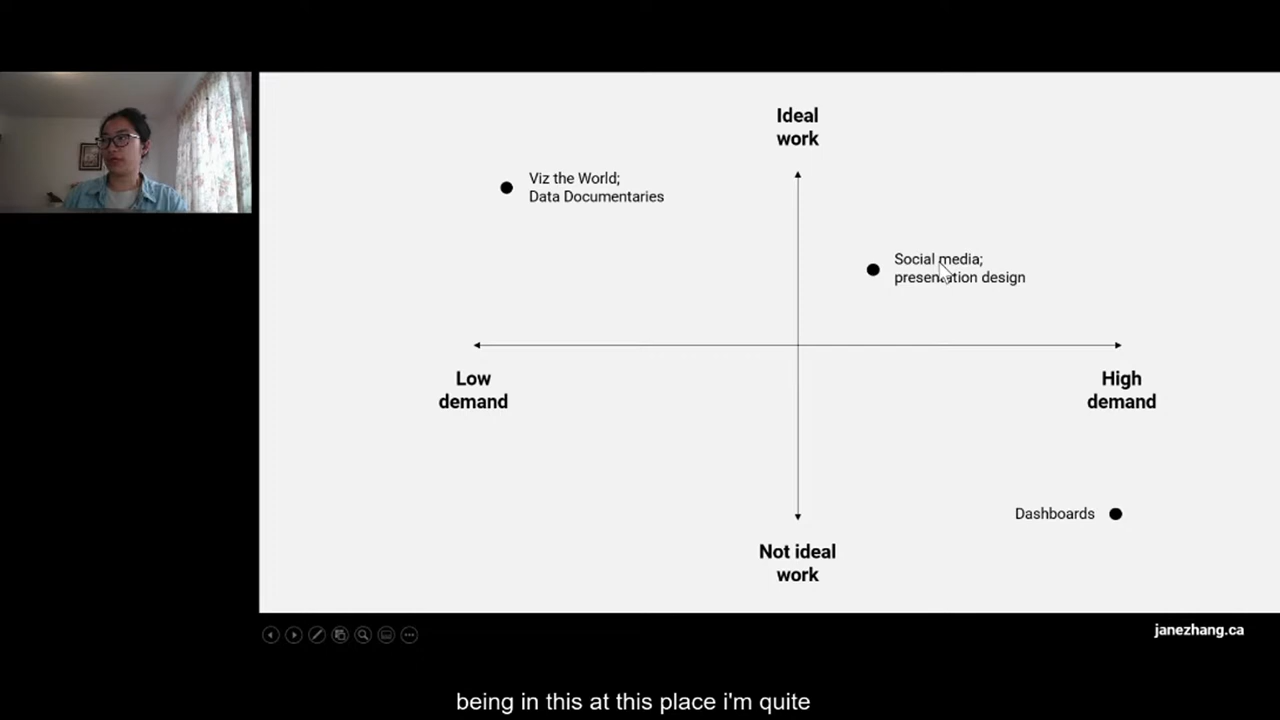 Ideal
work
Viz the World;
Data Documentaries
Social media;
presentation design
Low
demand
High
demand
Dashboards
Not ideal
work
janezhang.ca
being in this at this place i'm quite